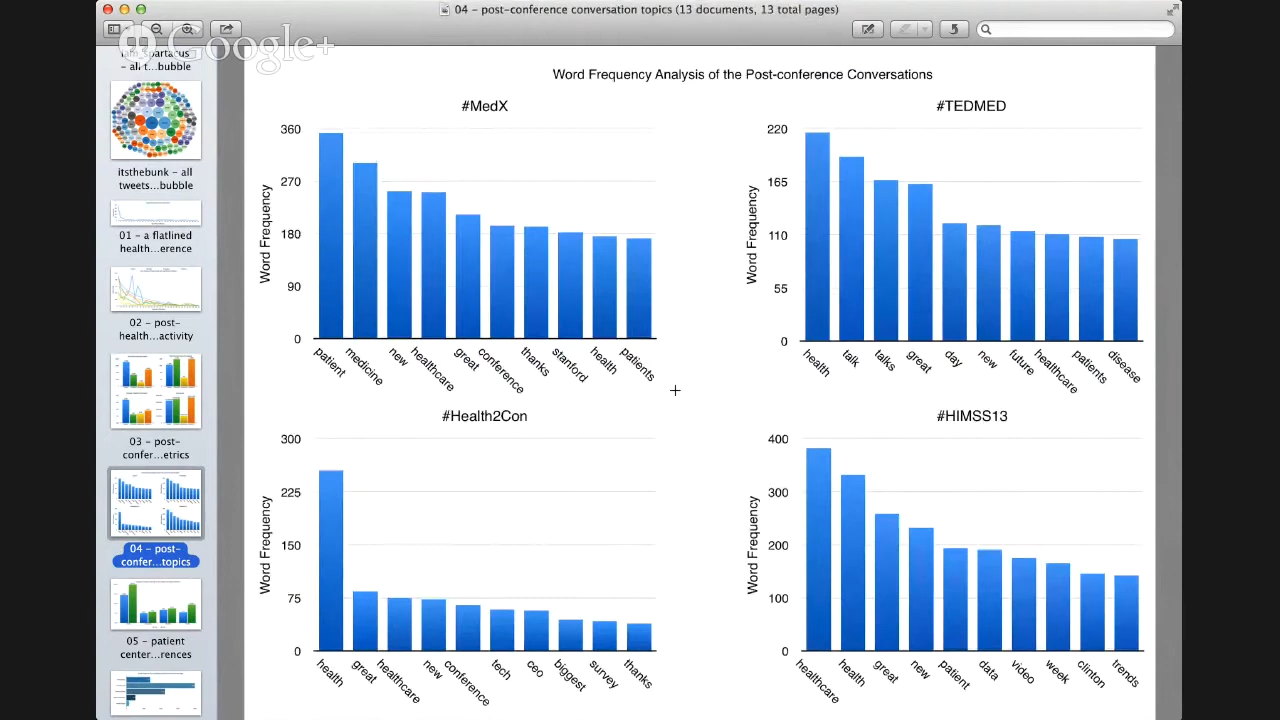 04 – post-conference conversation topics (13 documents, 13 total pages)
Google+
iam_spartacus
– all t...bubble
itsthebunk - all
tweets...bubble
01 – a flatlined
health...erence
02 – post-
health...activity
03 – post-
confer...etrics
04 – post-
confer...topics
05 – patient
center...rences
Word Frequency Analysis of the Post-conference Conversations
#MedX
360
270
180
90
0
Word Frequency
patient
medicine
new
healthcare
great
conference
thanks
stanford
health
patients
#TEDMED
220
165
110
55
0
Word Frequency
health
talk
talks
great
day
new
future
healthcare
patients
disease
#Health2Con
300
225
150
75
0
Word Frequency
health
great
healthcare
new
conference
tech
ceo
biggest
survey
thanks
#HIMSS13
400
300
200
100
0
Word Frequency
healthcare
health
great
new
patient
day
video
week
clinton
trends